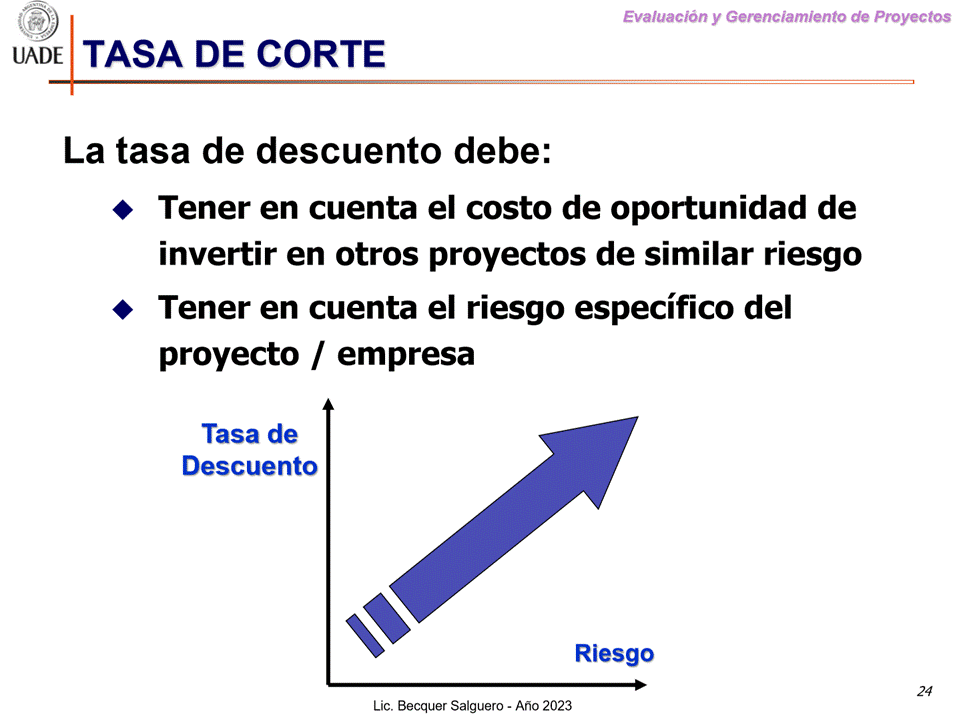 Evaluación y Gerenciamiento de Proyectos
UADE
TASA DE CORTE
La tasa de descuento debe:
Tener en cuenta el costo de oportunidad de
invertir en otros proyectos de similar riesgo
Tener en cuenta el riesgo específico del
proyecto / empresa
Tasa de
Descuento
Riesgo
24
Lic. Becquer Salguero - Año 2023